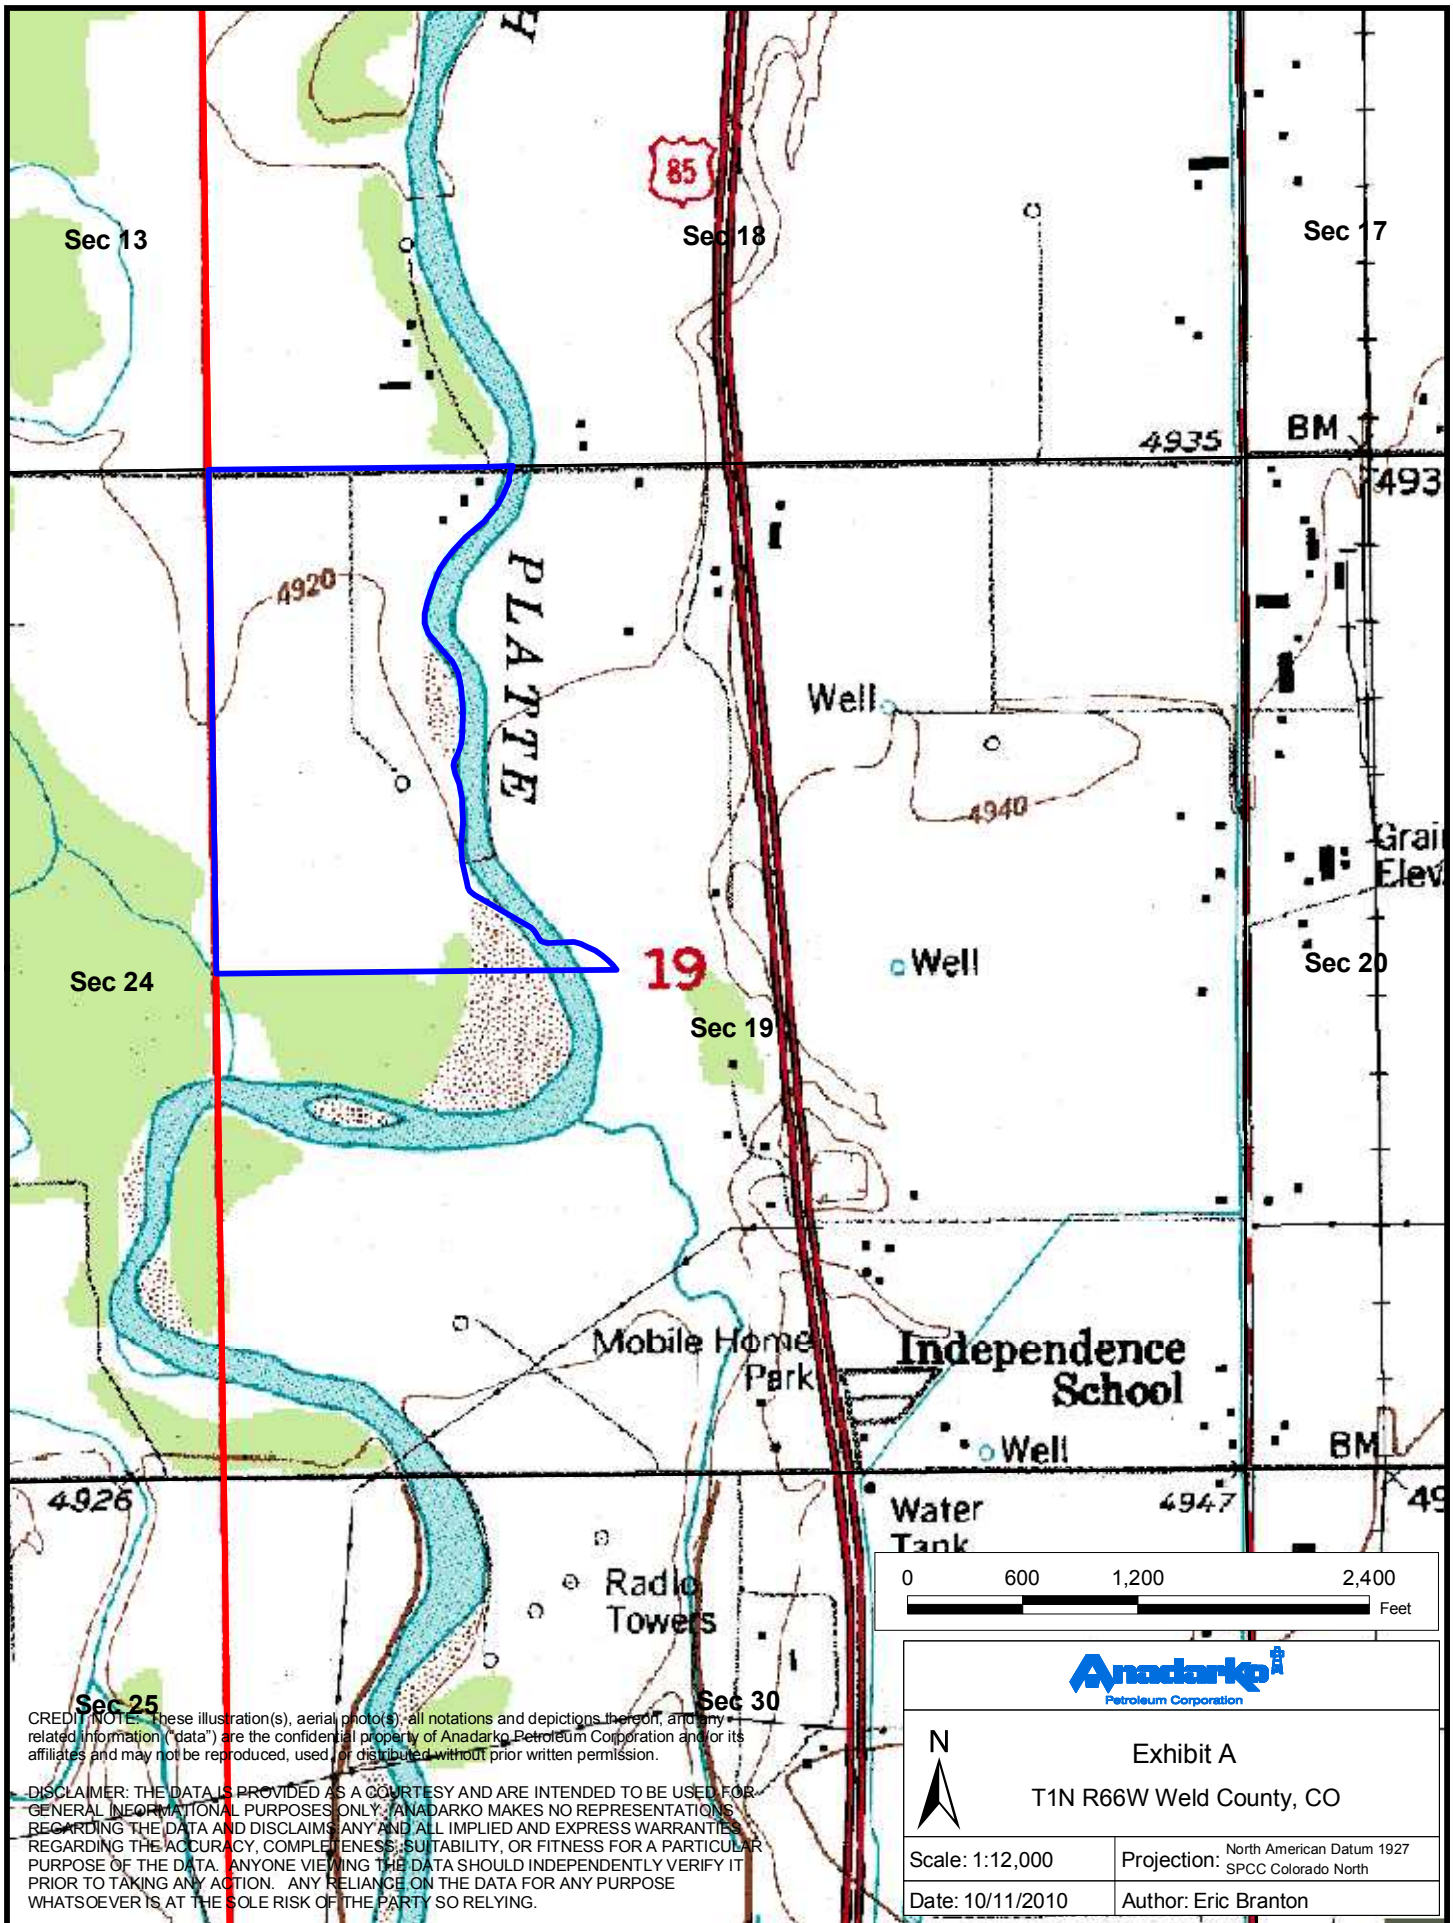 H
85
Sec 13
Sec 18
Sec 17
4935
BM
493
4920
PLATTE
Well
4940
Grai
Elev
Sec 24
19
Well
Sec 20
Sec 19
Mobile Home
Park
Independence
School
Well
BM
4926
4947
49
Water
Tank
Radio
Towers
Sec 25
Sec 30
0 600 1,200 2,400
Feet
CREDIT NOTE: These illustration(s), aerial photo(s), all notations and depictions thereon, and any
related information ("data") are the confidential property of Anadarko Petroleum Corporation and/or its
affiliates and may not be reproduced, used, or distributed without prior written permission.
DISCLAIMER: THE DATA IS PROVIDED AS A COURTESY AND ARE INTENDED TO BE USED FOR
GENERAL INFORMATIONAL PURPOSES ONLY. ANADARKO MAKES NO REPRESENTATIONS
REGARDING THE DATA AND DISCLAIMS ANY AND ALL IMPLIED AND EXPRESS WARRANTIES
REGARDING THE ACCURACY, COMPLETENESS, SUITABILITY, OR FITNESS FOR A PARTICULAR
PURPOSE OF THE DATA. ANYONE VIEWING THE DATA SHOULD INDEPENDENTLY VERIFY IT
PRIOR TO TAKING ANY ACTION. ANY RELIANCE ON THE DATA FOR ANY PURPOSE
WHATSOEVER IS AT THE SOLE RISK OF THE PARTY SO RELYING.
Anadarko
Petroleum Corporation
N
Exhibit A
T1N R66W Weld County, CO
Scale: 1:12,000
Projection: North American Datum 1927
SPCC Colorado North
Date: 10/11/2010
Author: Eric Branton